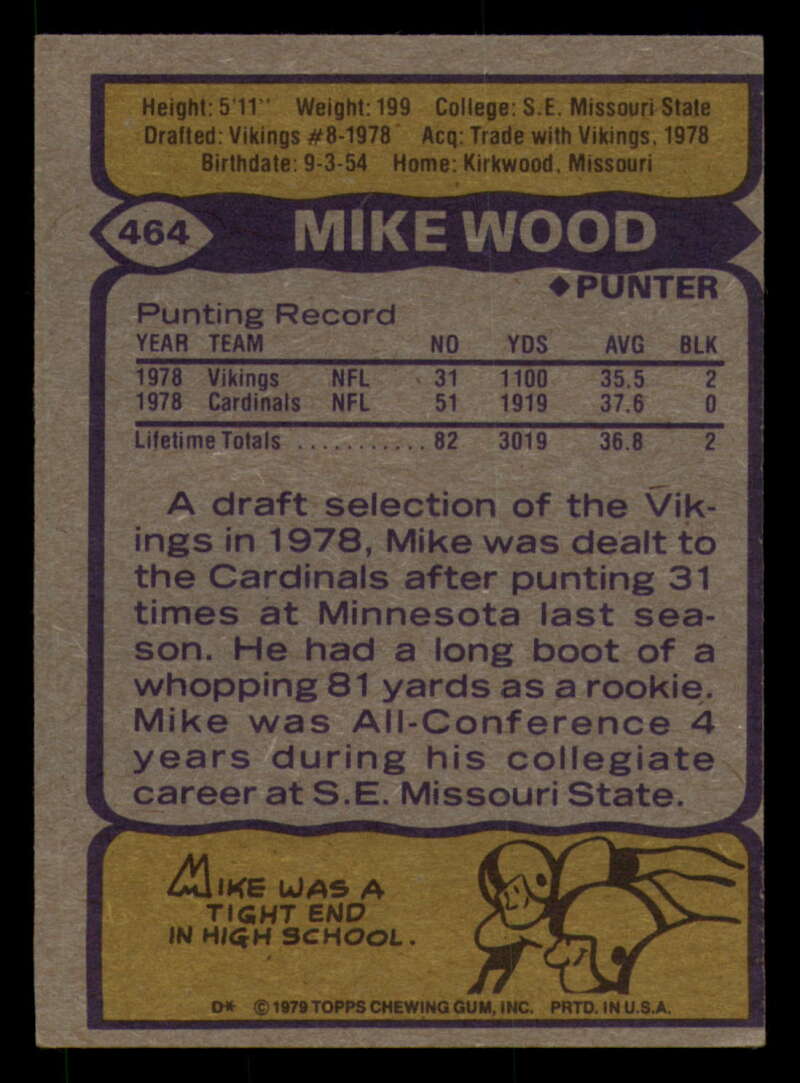 Height: 5'11" Weight: 199 College: S.E. Missouri State
Drafted: Vikings #8-1978 Acq: Trade with Vikings, 1978
Birthdate: 9-3-54 Home: Kirkwood, Missouri
464 MIKE WOOD
◆PUNTER
Punting Record
YEAR TEAM NO YDS AVG BLK
1978 Vikings NFL 31 1100 35.5 2
1978 Cardinals NFL 51 1919 37.6 0
Lifetime Totals ........... 82 3019 36.8 2
A draft selection of the Vik-
ings in 1978, Mike was dealt to
the Cardinals after punting 31
times at Minnesota last sea-
son. He had a long boot of a
whopping 81 yards as a rookie.
Mike was All-Conference 4
years during his collegiate
career at S.E. Missouri State.
MIKE WAS A
TIGHT END
IN HIGH SCHOOL.
D* © 1979 TOPPS CHEWING GUM, INC. PRTD. IN U.S.A.